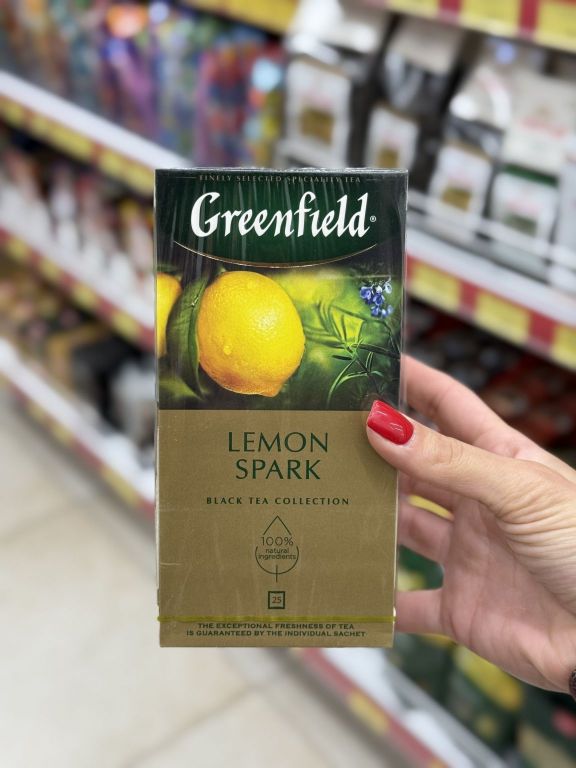 FINELY SELECTED SPECIALITY TEA
Greenfield®
LEMON
SPARK
BLACK TEA COLLECTION
100%
natural
ingredients
25
THE EXCEPTIONAL FRESHNESS OF TEA
IS GUARANTEED BY THE INDIVIDUAL SACHET